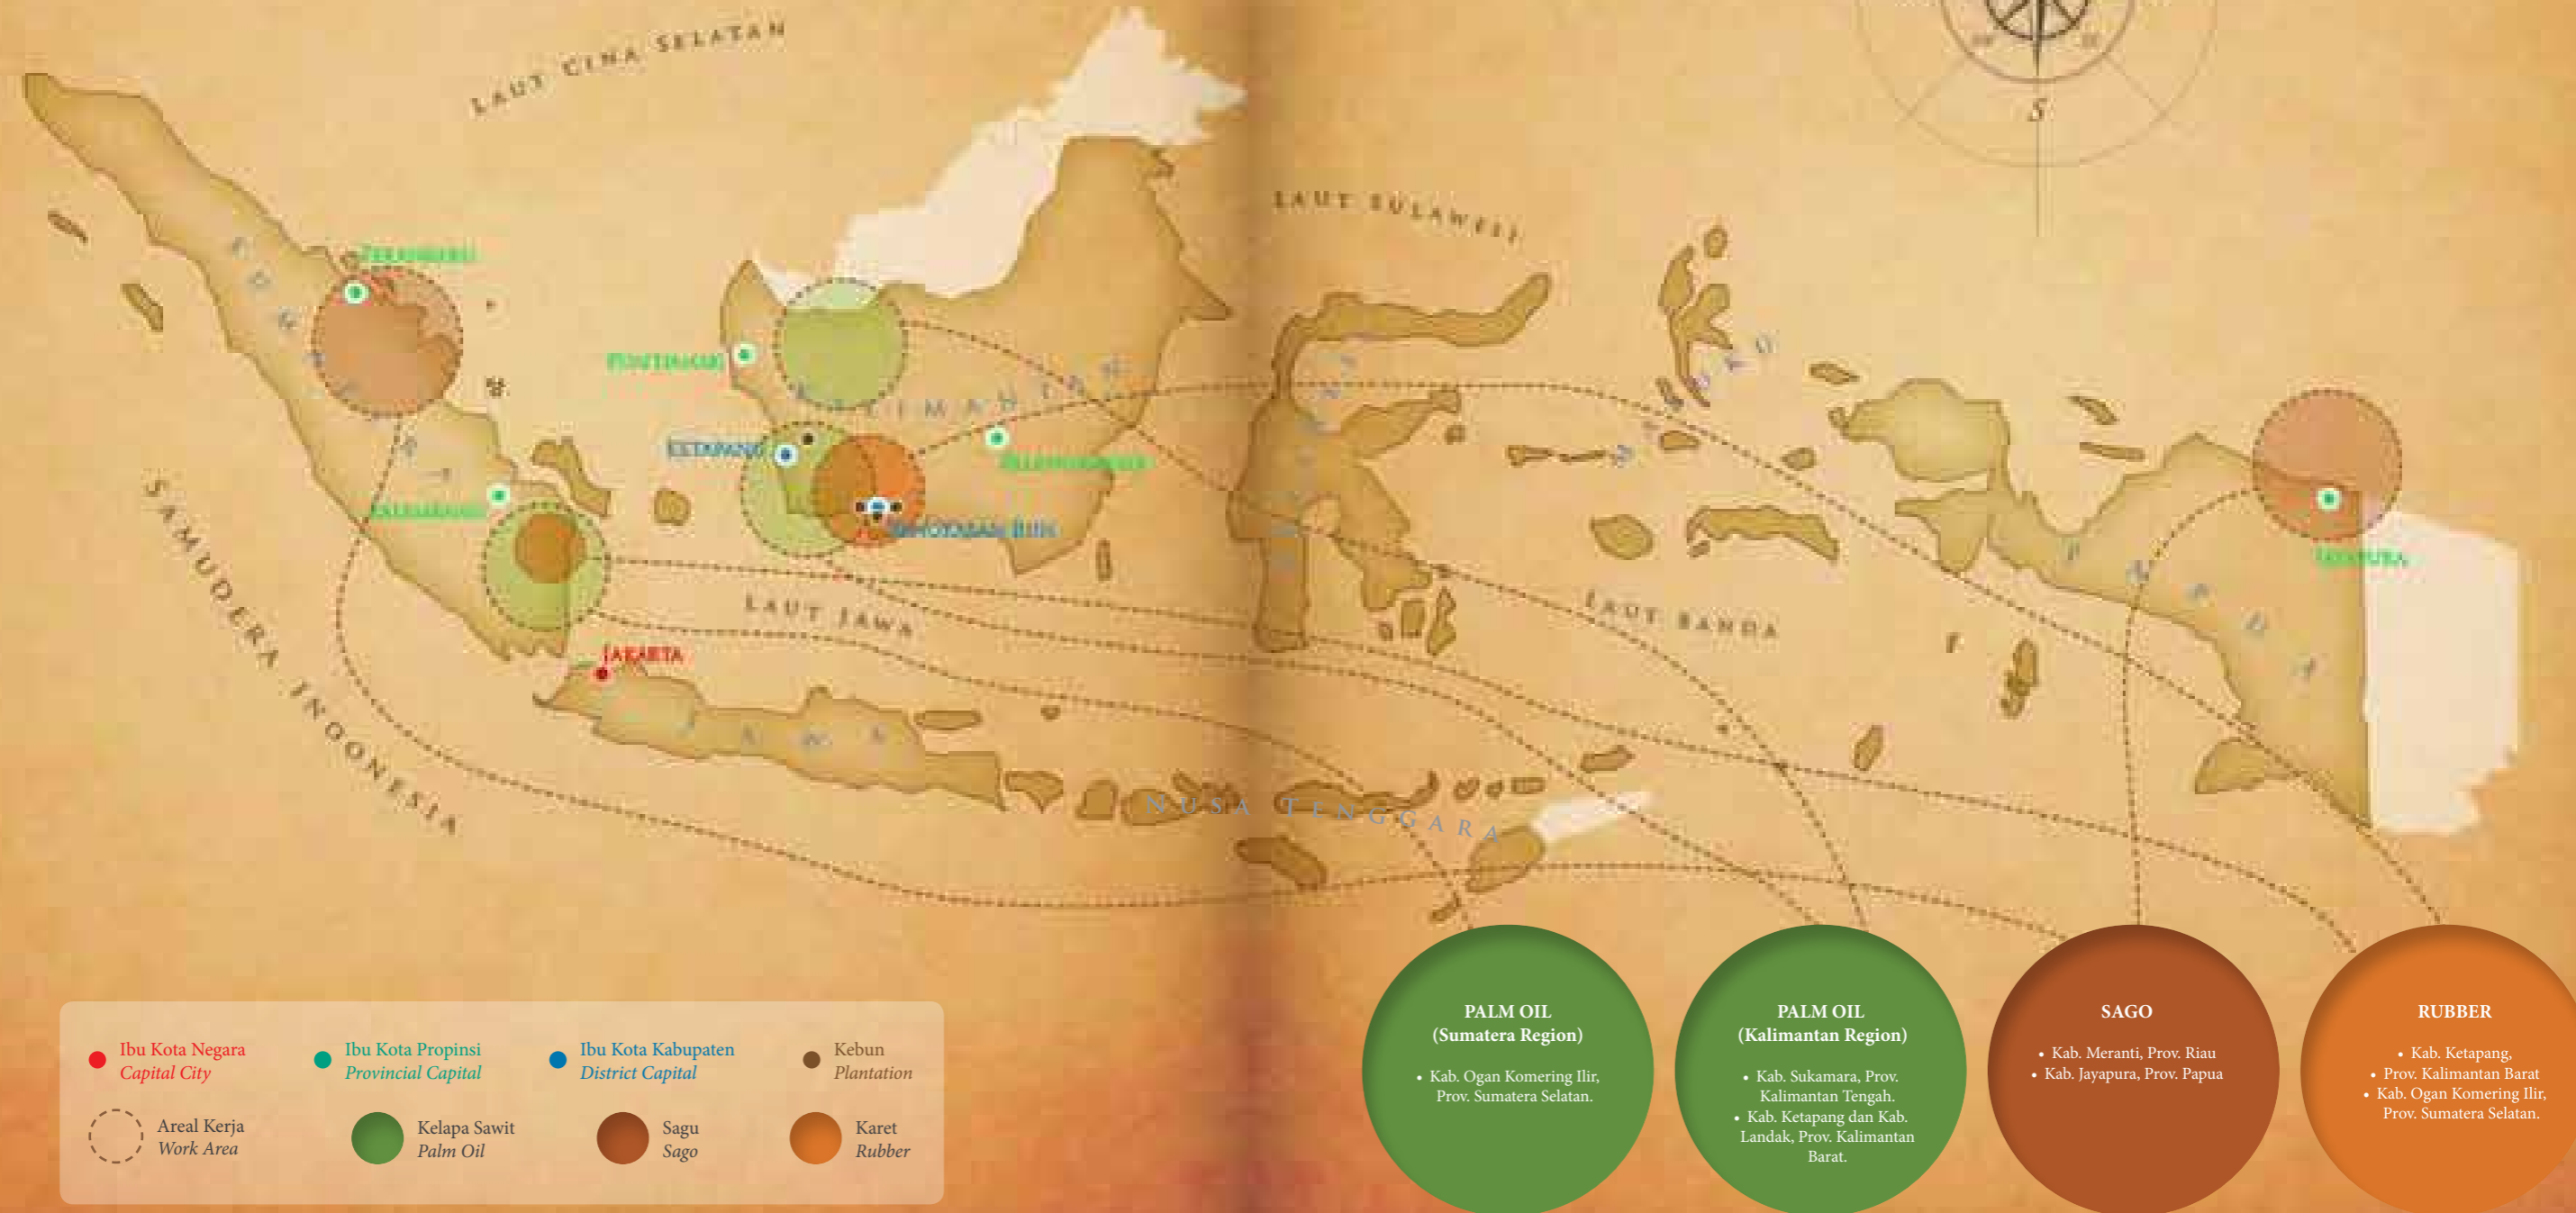 LAUT CINA SELATAN
S
LAUT SULAWESI
KALIMANTAN
KETAPANG
JAYAPURA
SAMUDERA INDONESIA
LAUT JAWA
LAUT BANDA
JAKARTA
JAWA
NUSA TENGGARA
Ibu Kota Negara
Capital City
Ibu Kota Propinsi
Provincial Capital
Ibu Kota Kabupaten
District Capital
Kebun
Plantation
Areal Kerja
Work Area
Kelapa Sawit
Palm Oil
Sagu
Sago
Karet
Rubber
PALM OIL
(Sumatera Region)
• Kab. Ogan Komering Ilir,
Prov. Sumatera Selatan.
PALM OIL
(Kalimantan Region)
• Kab. Sukamara, Prov.
Kalimantan Tengah.
• Kab. Ketapang dan Kab.
Landak, Prov. Kalimantan
Barat.
SAGO
• Kab. Meranti, Prov. Riau
• Kab. Jayapura, Prov. Papua
RUBBER
• Kab. Ketapang,
• Prov. Kalimantan Barat
• Kab. Ogan Komering Ilir,
Prov. Sumatera Selatan.